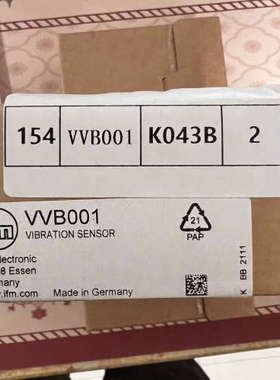 154 VVB001 K043B 2
VVB001
VIBRATION SENSOR
21
PAP
electronic
8 Essen
many
.ifm.com Made in Germany
K BB 2111